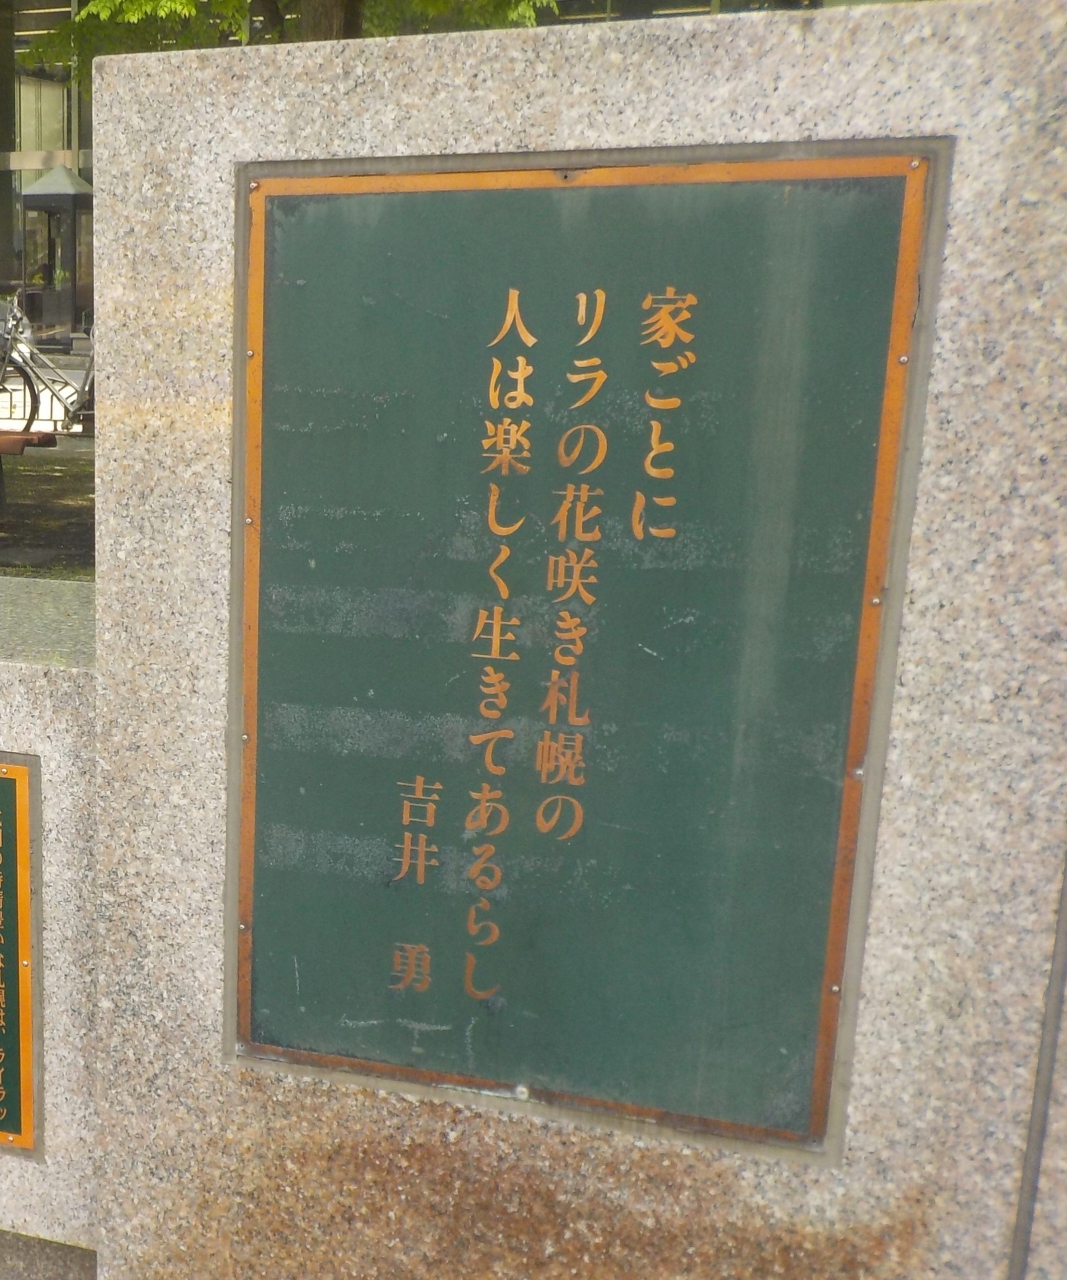 家ごとに
リラの花咲き札幌の
人は楽しく生きてあるらし
吉井　勇